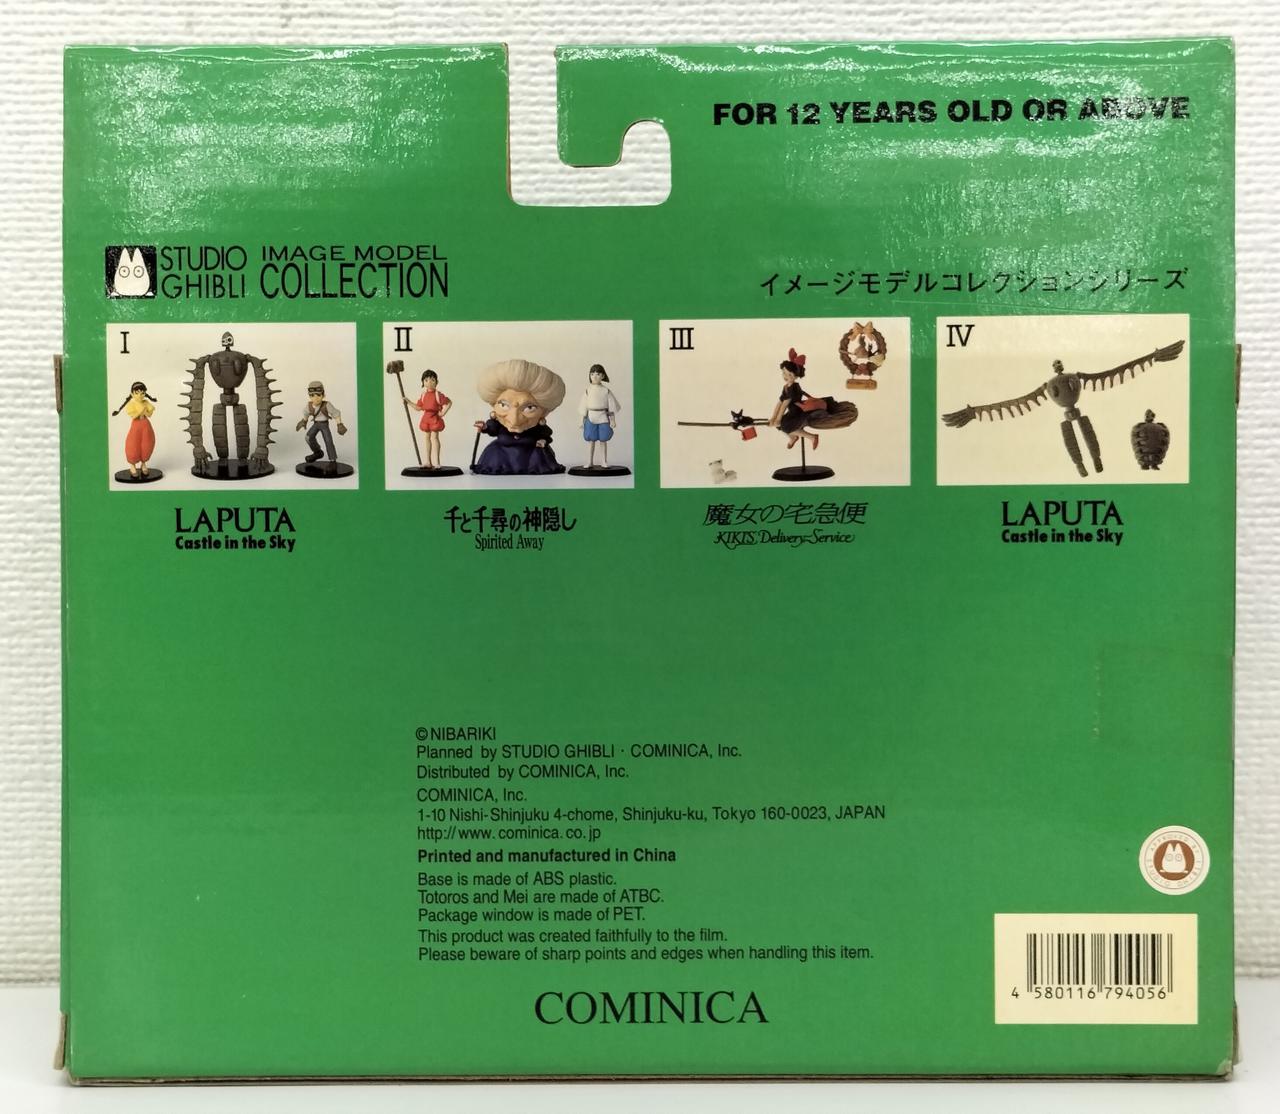 FOR 12 YEARS OLD OR ABOVE
STUDIO GHIBLI IMAGE MODEL COLLECTION
イメージモデルコレクションシリーズ
I
II
III
IV
LAPUTA
Castle in the Sky
千と千尋の神隠し
Spirited Away
魔女の宅急便
KIKI'S Delivery Service
LAPUTA
Castle in the Sky
©NIBARIKI
Planned by STUDIO GHIBLI · COMINICA, Inc.
Distributed by COMINICA, Inc.
COMINICA, Inc.
1-10 Nishi-Shinjuku 4-chome, Shinjuku-ku, Tokyo 160-0023, JAPAN
http://www.cominica.co.jp
Printed and manufactured in China
Base is made of ABS plastic.
Totoros and Mei are made of ATBC.
Package window is made of PET.
This product was created faithfully to the film.
Please beware of sharp points and edges when handling this item.
APPROVED BY STUDIO GHIBLI
4 580116 794056
COMINICA